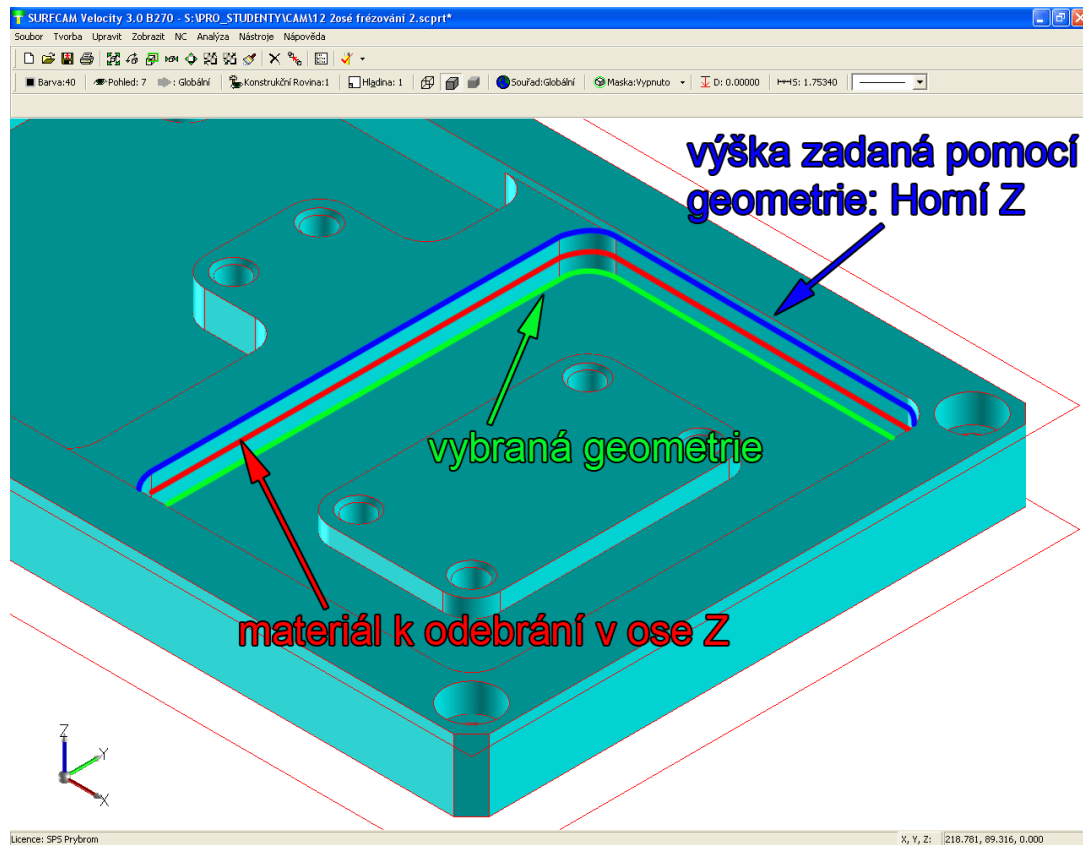 SURFCAM Velocity 3.0 B270 - S:\PRO_STUDENTY\CAM\12 2osé frézování 2.scprt*
Soubor Tvorba Upravit Zobrazit NC Analýza Nástroje Nápověda
Barva:40 Pohled: 7 : Globální Konstrukční Rovina:1 Hladina: 1 Souřad:Globální Maska:Vypnuto D: 0.00000 S: 1.75340
výška zadaná pomocí
geometrie: Horní Z
vybraná geometrie
materiál k odebrání v ose Z
Z
Y
X
Licence: SPS Prybrom X, Y, Z: 218.781, 89.316, 0.000